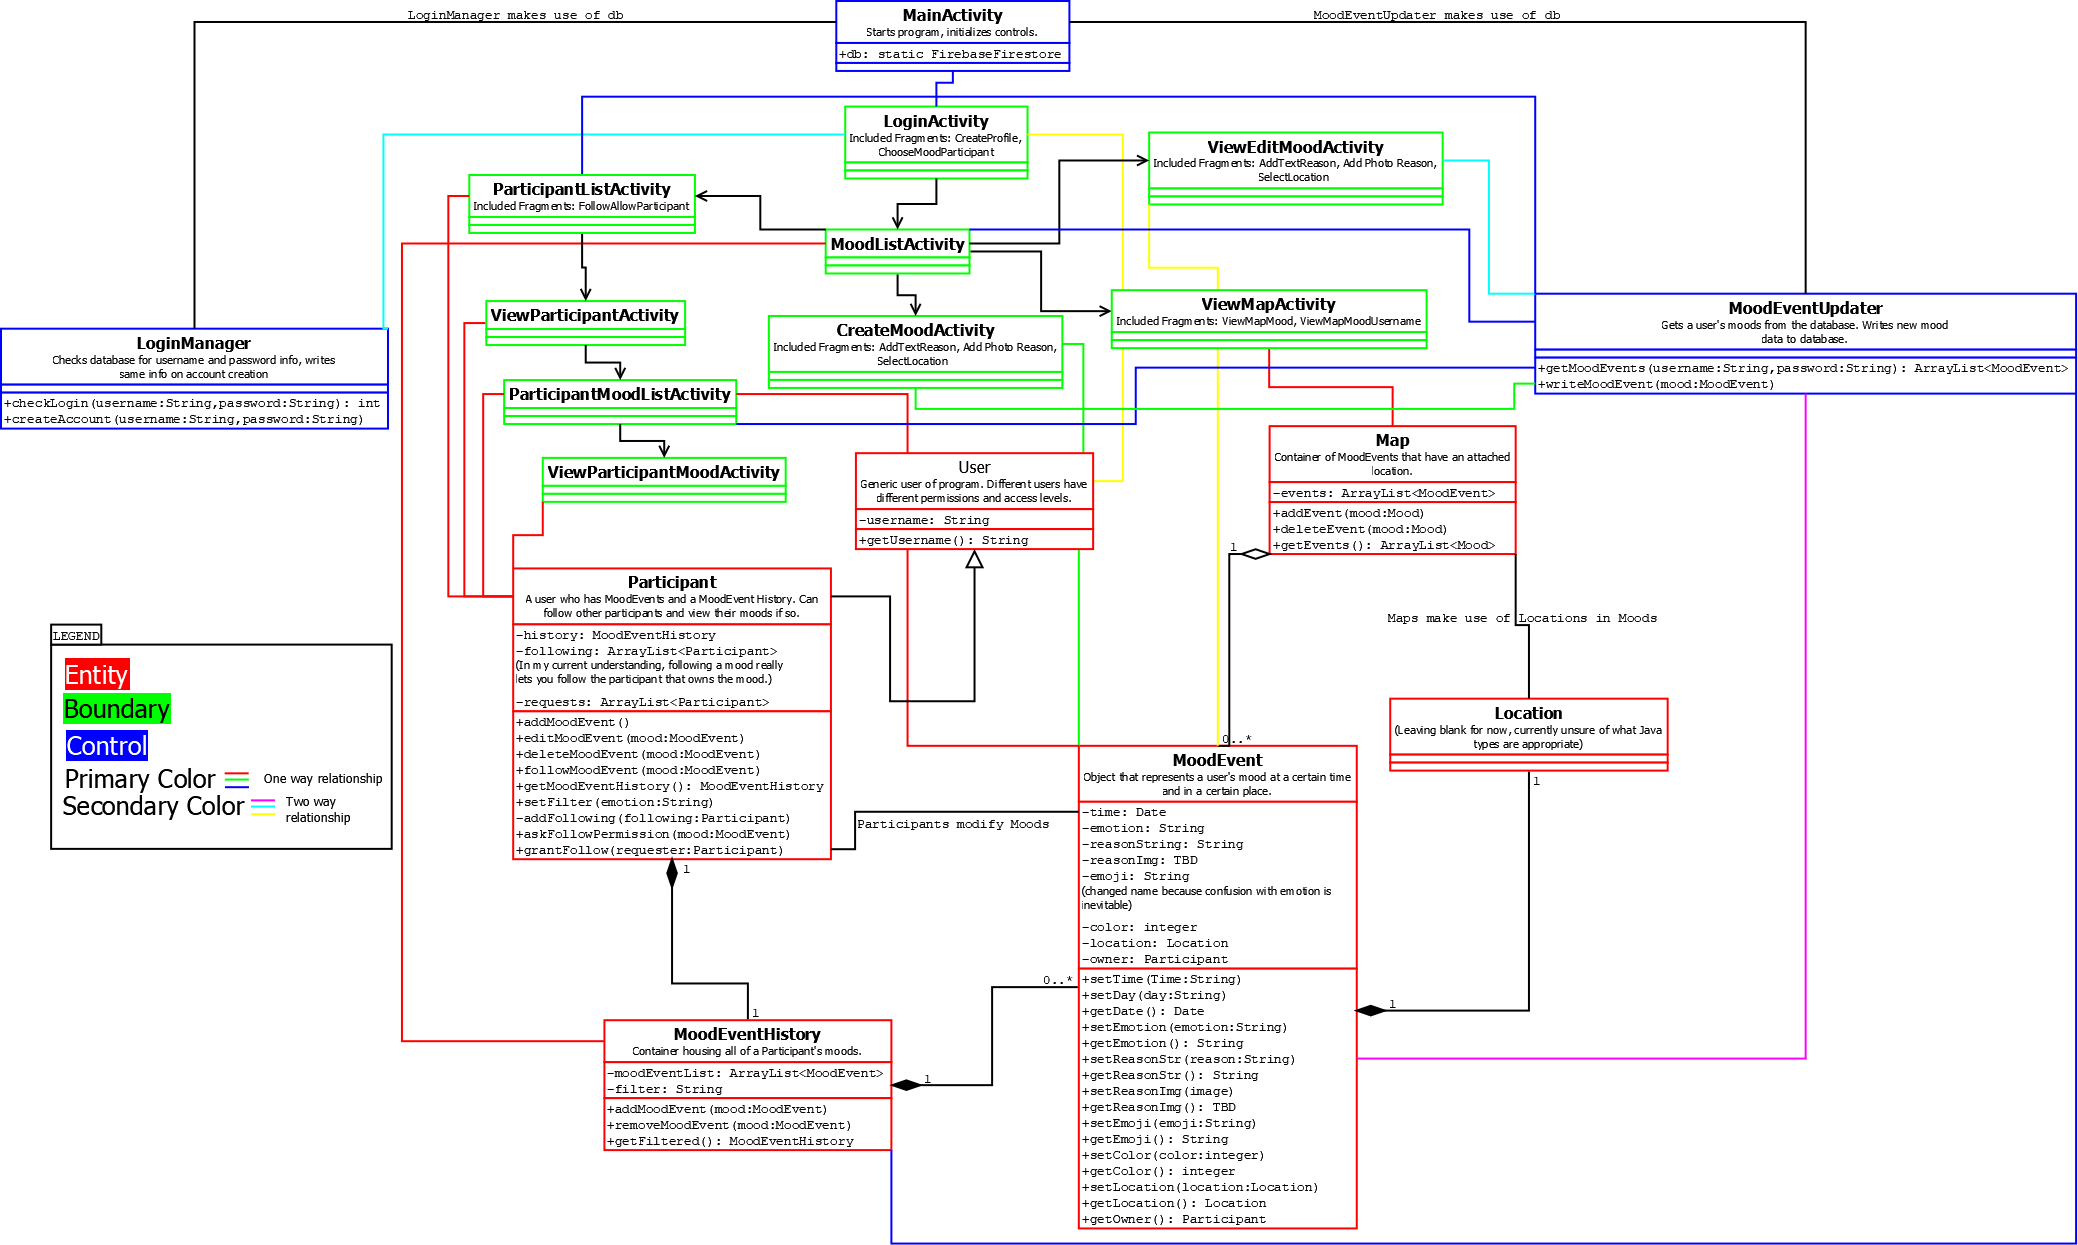 LoginManager makes use of db
MoodEventUpdater makes use of db
MainActivity
Starts program, initializes controls.
+db: static FirebaseFirestore
LoginActivity
Included Fragments: CreateProfile,
ChooseMoodParticipant
ViewEditMoodActivity
Included Fragments: AddTextReason, Add Photo Reason,
SelectLocation
ParticipantListActivity
Included Fragments: FollowAllowParticipant
MoodListActivity
ViewParticipantActivity
ViewMapActivity
Included Fragments: ViewMapMood, ViewMapMoodUsername
CreateMoodActivity
Included Fragments: AddTextReason, Add Photo Reason,
SelectLocation
MoodEventUpdater
Gets a user's moods from the database. Writes new mood
data to database.
+getMoodEvents(username:String,password:String): ArrayList<MoodEvent>
+writeMoodEvent(mood:MoodEvent)
LoginManager
Checks database for username and password info, writes
same info on account creation
+checkLogin(username:String,password:String): int
+createAccount(username:String,password:String)
ParticipantMoodListActivity
ViewParticipantMoodActivity
User
Generic user of program. Different users have
different permissions and access levels.
-username: String
+getUsername(): String
Map
Container of MoodEvents that have an attached
location.
-events: ArrayList<MoodEvent>
+addEvent(mood:Mood)
+deleteEvent(mood:Mood)
+getEvents(): ArrayList<Mood>
1
Maps make use of Locations in Moods
Participant
A user who has MoodEvents and a MoodEvent History. Can
follow other participants and view their moods if so.
-history: MoodEventHistory
-following: ArrayList<Participant>
(In my current understanding, following a mood really
lets you follow the participant that owns the mood.)
-requests: ArrayList<Participant>
+addMoodEvent()
+editMoodEvent(mood:MoodEvent)
+deleteMoodEvent(mood:MoodEvent)
+followMoodEvent(mood:MoodEvent)
+getMoodEventHistory(): MoodEventHistory
+setFilter(emotion:String)
-addFollowing(following:Participant)
+askFollowPermission(mood:MoodEvent)
+grantFollow(requester:Participant)
1
LEGEND
Entity
Boundary
Control
Primary Color
One way relationship
Secondary Color
Two way
relationship
Location
(Leaving blank for now, currently unsure of what Java
types are appropriate)
1
0..*
MoodEvent
Object that represents a user's mood at a certain time
and in a certain place.
-time: Date
-emotion: String
-reasonString: String
-reasonImg: TBD
-emoji: String
(changed name because confusion with emotion is
inevitable)
-color: integer
-location: Location
-owner: Participant
+setTime(Time:String)
+setDay(day:String)
+getDate(): Date
+setEmotion(emotion:String)
+getEmotion(): String
+setReasonStr(reason:String)
+getReasonStr(): String
+setReasonImg(image)
+getReasonImg(): TBD
+setEmoji(emoji:String)
+getEmoji(): String
+setColor(color:integer)
+getColor(): integer
+setLocation(location:Location)
+getLocation(): Location
+getOwner(): Participant
Participants modify Moods
0..*
1
1
MoodEventHistory
Container housing all of a Participant's moods.
-moodEventList: ArrayList<MoodEvent>
-filter: String
+addMoodEvent(mood:MoodEvent)
+removeMoodEvent(mood:MoodEvent)
+getFiltered(): MoodEventHistory
1